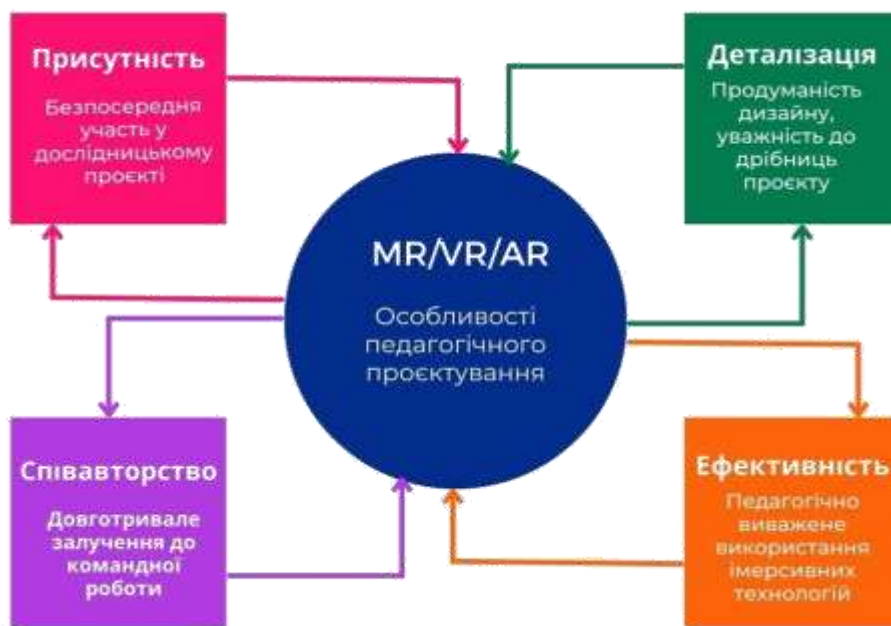 Присутність
Безпосередня
участь у
дослідницькому
проєкті
Деталізація
Продуманість
дизайну,
уважність до
дрібниць
проєкту
MR/VR/AR
Особливості
педагогічного
проєктування
Співавторство
Довготривале
залучення до
командної
роботи
Ефективність
Педагогічно
виважене
використання
імерсивних
технологій